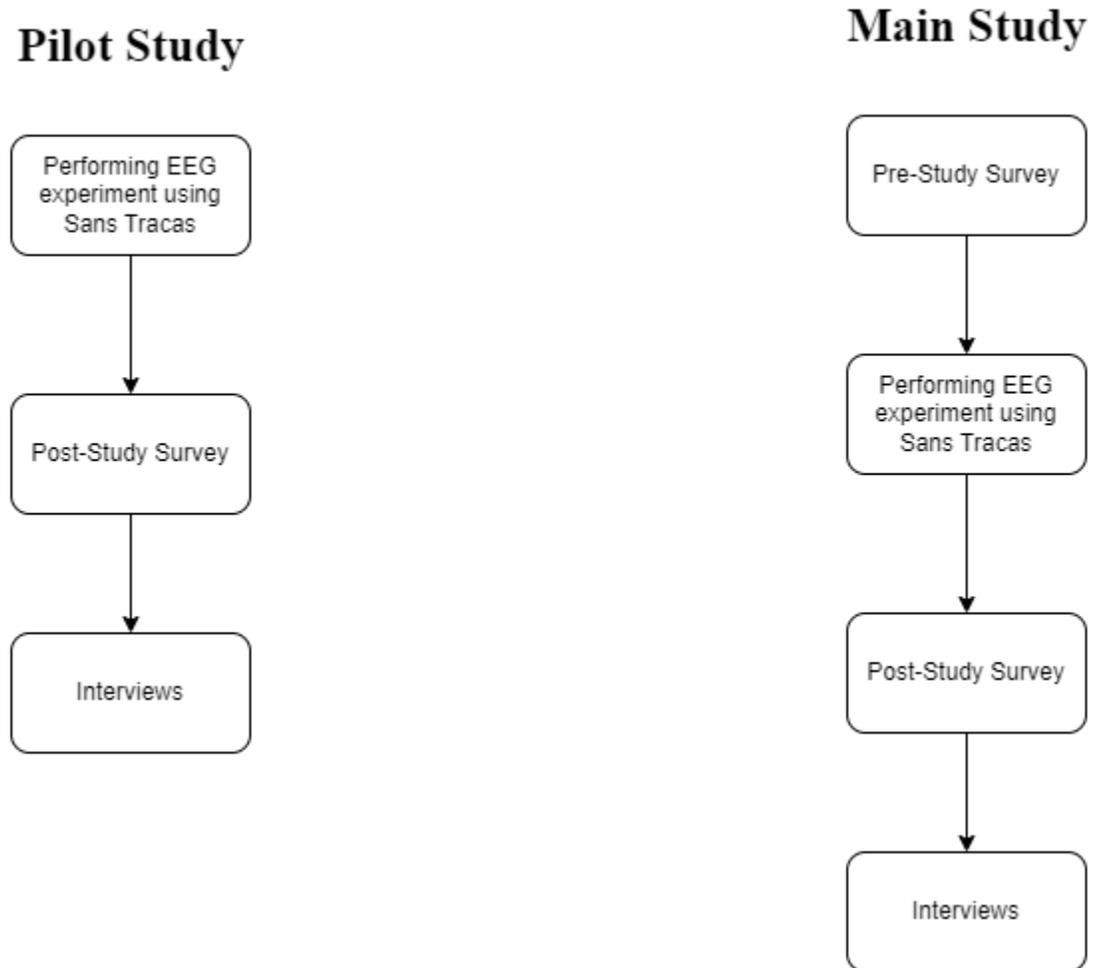 Pilot Study
Performing EEG
experiment using
Sans Tracas
Post-Study Survey
Interviews
Main Study
Pre-Study Survey
Performing EEG
experiment using
Sans Tracas
Post-Study Survey
Interviews